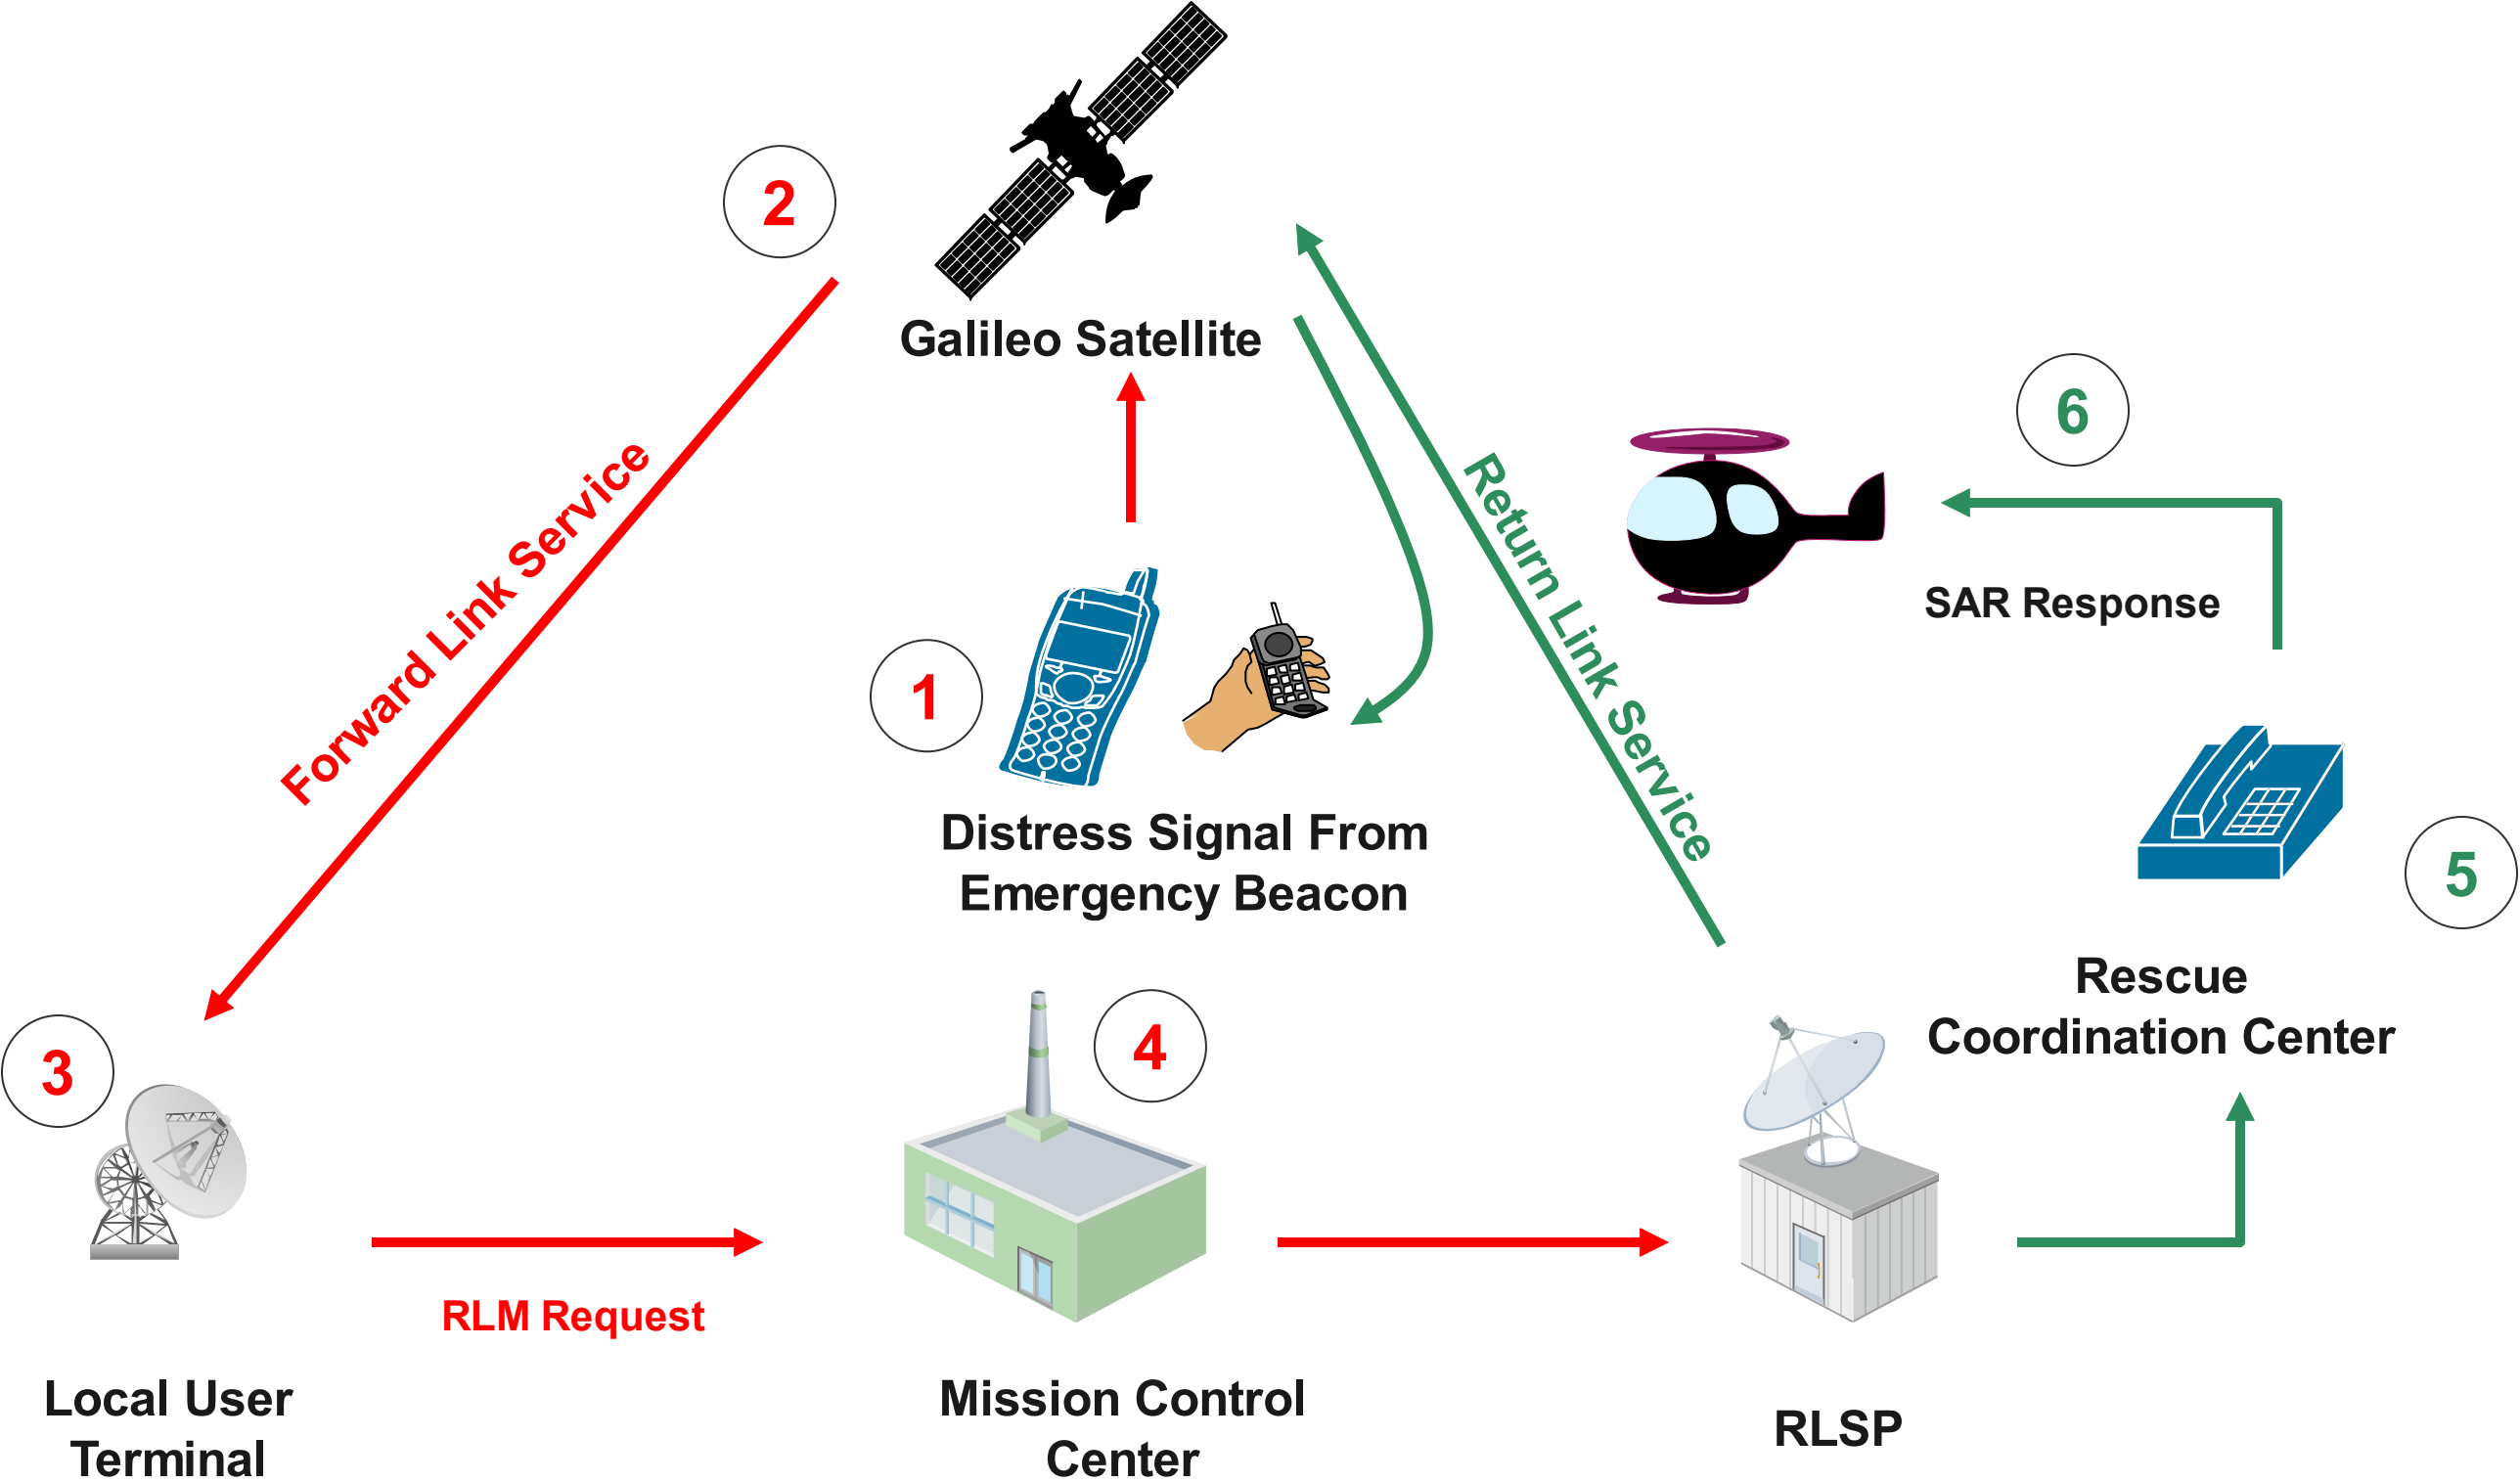 2
Galileo Satellite
6
Forward Link Service
Return Link Service
SAR Response
1
Distress Signal From
Emergency Beacon
5
Rescue
Coordination Center
3
4
RLM Request
Local User
Terminal
Mission Control
Center
RLSP